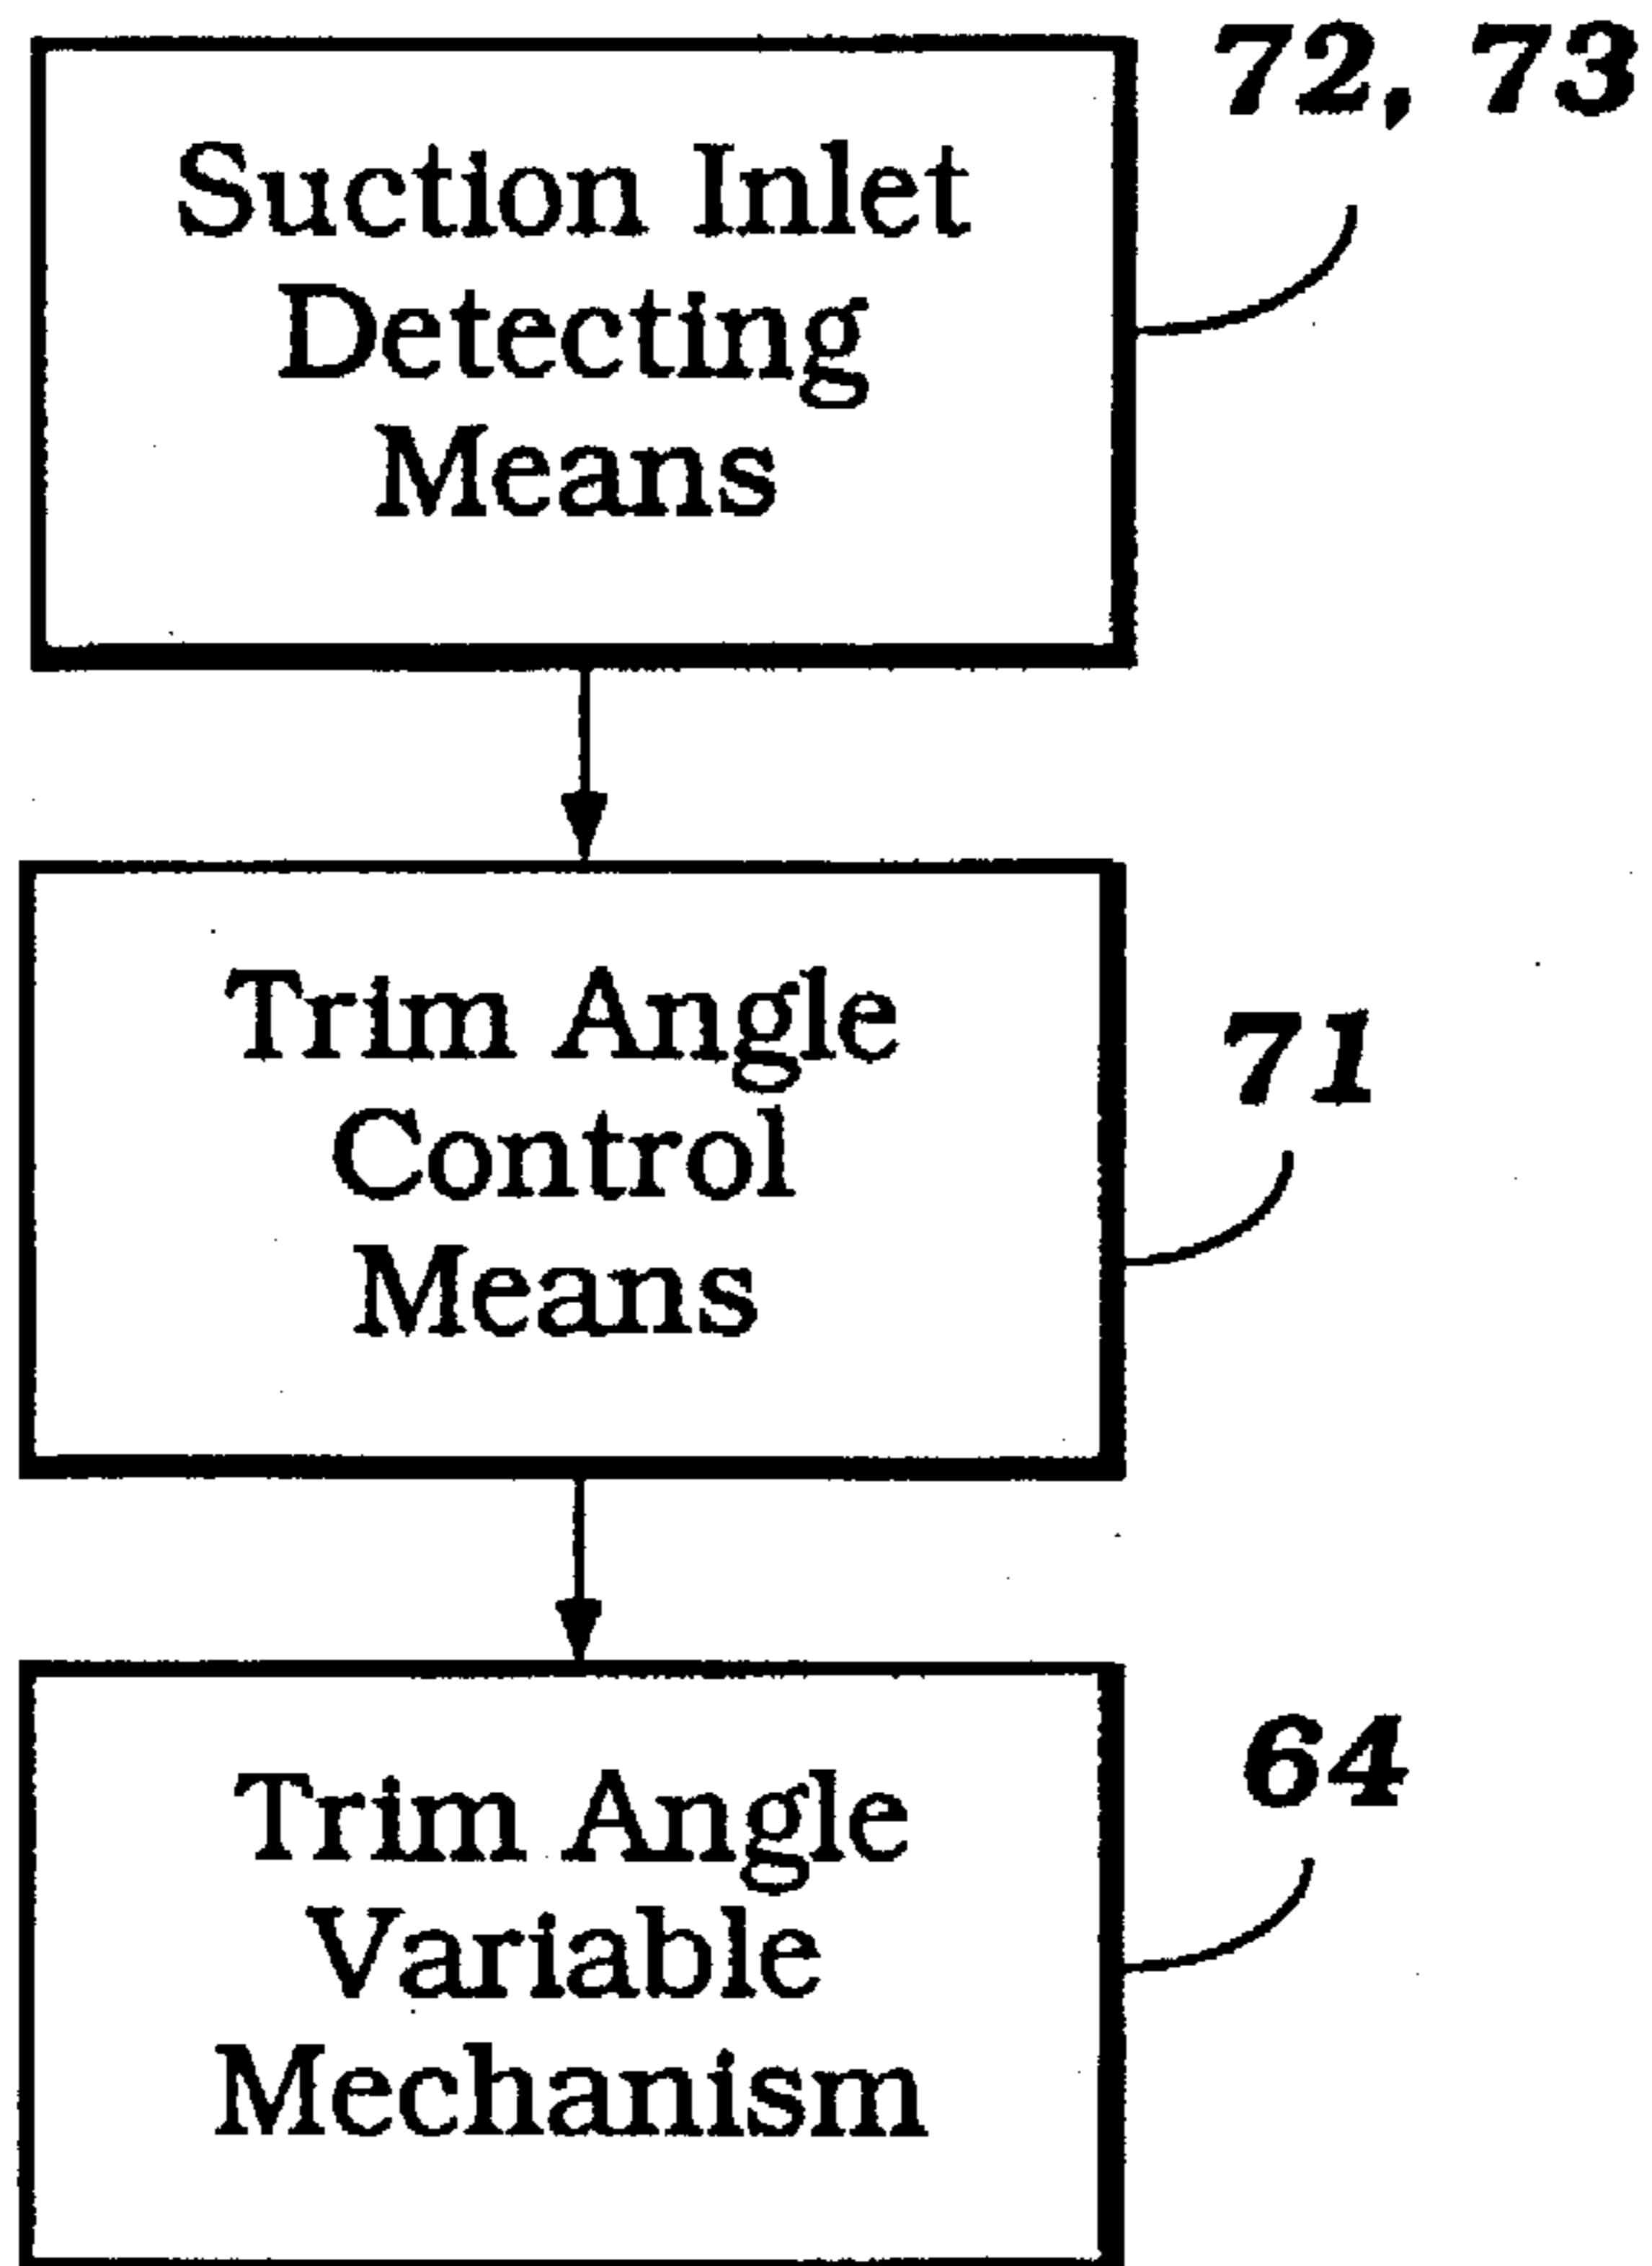 72, 73
Suction Inlet
Detecting
Means
Trim Angle
Control
Means
71
Trim Angle
Variable
Mechanism
64